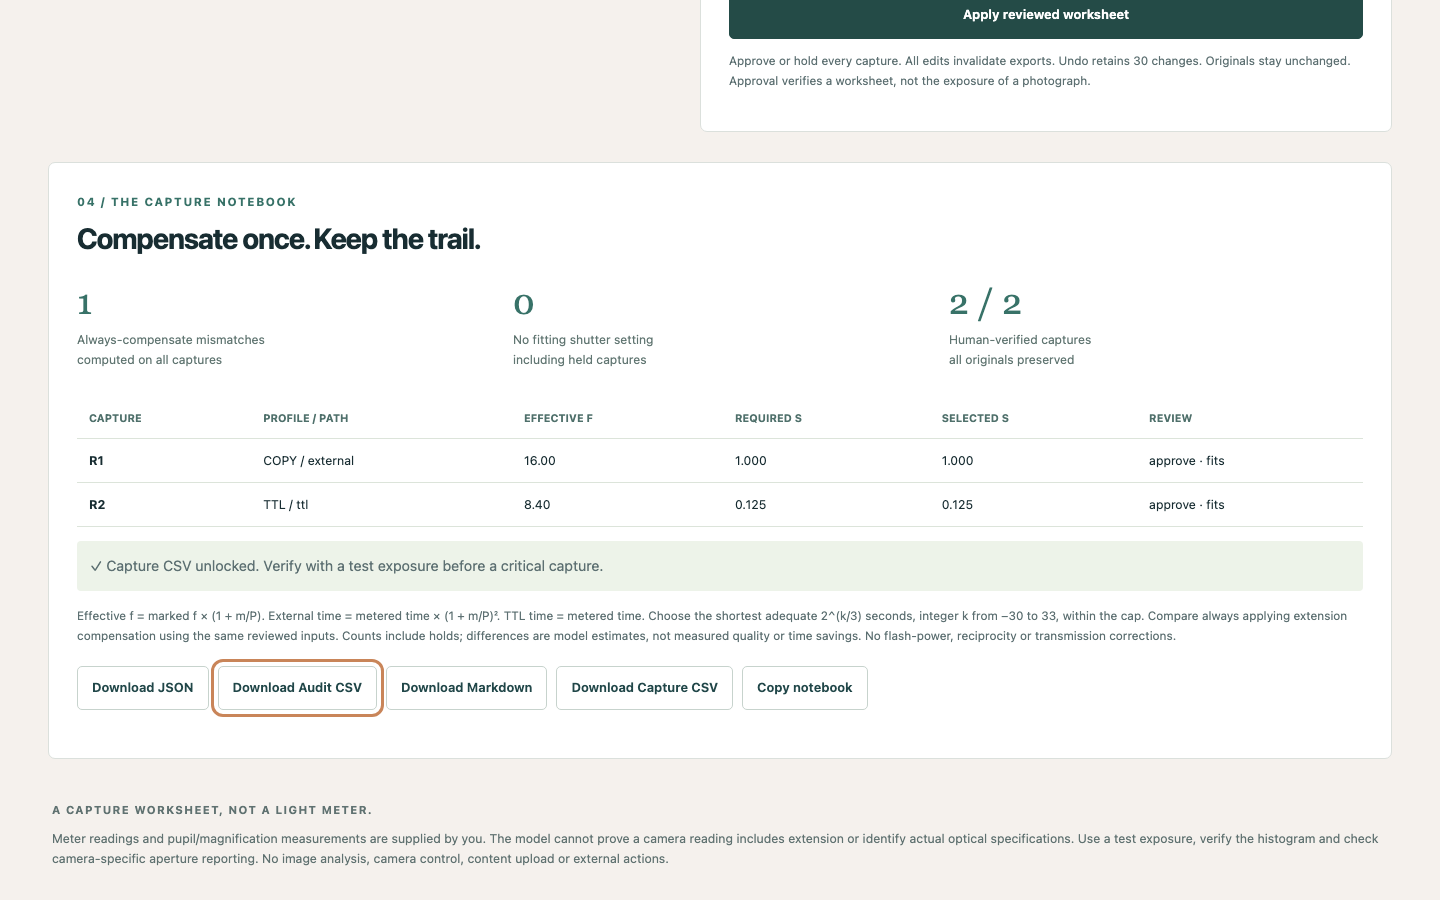 Apply reviewed worksheet
Approve or hold every capture. All edits invalidate exports. Undo retains 30 changes. Originals stay unchanged.
Approval verifies a worksheet, not the exposure of a photograph.
04 / THE CAPTURE NOTEBOOK
Compensate once. Keep the trail.
1
Always-compensate mismatches
computed on all captures
0
No fitting shutter setting
including held captures
2 / 2
Human-verified captures
all originals preserved
CAPTURE PROFILE / PATH EFFECTIVE F REQUIRED S SELECTED S REVIEW
R1 COPY / external 16.00 1.000 1.000 approve · fits
R2 TTL / ttl 8.40 0.125 0.125 approve · fits
✓ Capture CSV unlocked. Verify with a test exposure before a critical capture.
Effective f = marked f × (1 + m/P). External time = metered time × (1 + m/P)². TTL time = metered time. Choose the shortest adequate 2^(k/3) seconds, integer k from −30 to 33, within the cap. Compare always applying extension
compensation using the same reviewed inputs. Counts include holds; differences are model estimates, not measured quality or time savings. No flash-power, reciprocity or transmission corrections.
Download JSON Download Audit CSV Download Markdown Download Capture CSV Copy notebook
A CAPTURE WORKSHEET, NOT A LIGHT METER.
Meter readings and pupil/magnification measurements are supplied by you. The model cannot prove a camera reading includes extension or identify actual optical specifications. Use a test exposure, verify the histogram and check
camera-specific aperture reporting. No image analysis, camera control, content upload or external actions.